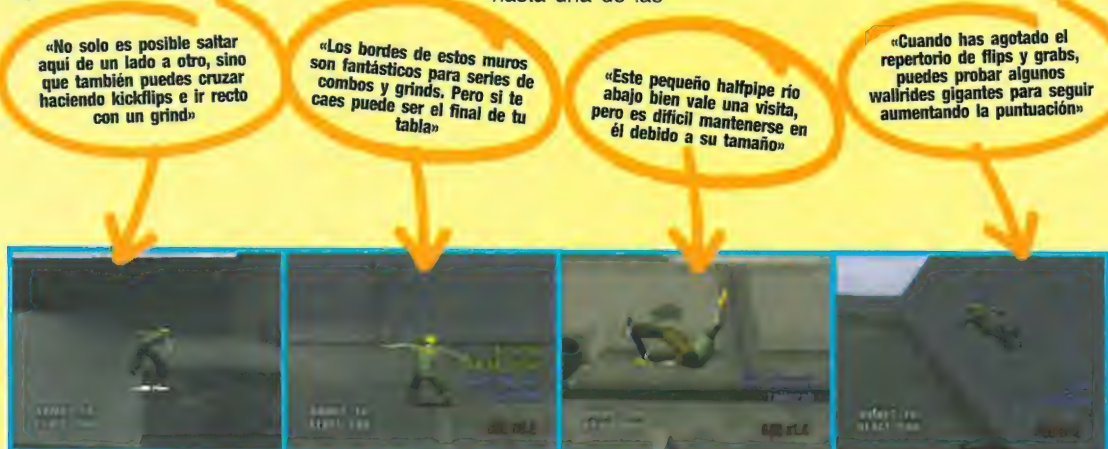 hasta una de las
«No solo es posible saltar
aquí de un lado a otro, sino
que también puedes cruzar
haciendo kickflips e ir recto
con un grind»
«Los bordes de estos muros
son fantásticos para series de
combos y grinds. Pero si te
caes puede ser el final de tu
tabla»
«Este pequeño halfpipe río
abajo bien vale una visita,
pero es difícil mantenerse en
él debido a su tamaño»
«Cuando has agotado el
repertorio de flips y grabs,
puedes probar algunos
wallrides gigantes para seguir
aumentando la puntuación»